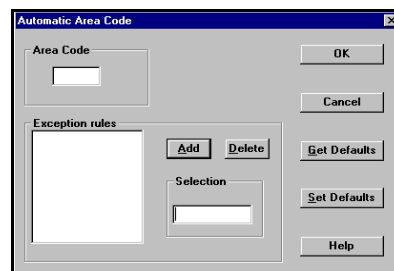 Automatic Area Code
Area Code
OK
Cancel
Exception rules
Add
Delete
Get Defaults
Selection
Set Defaults
Help